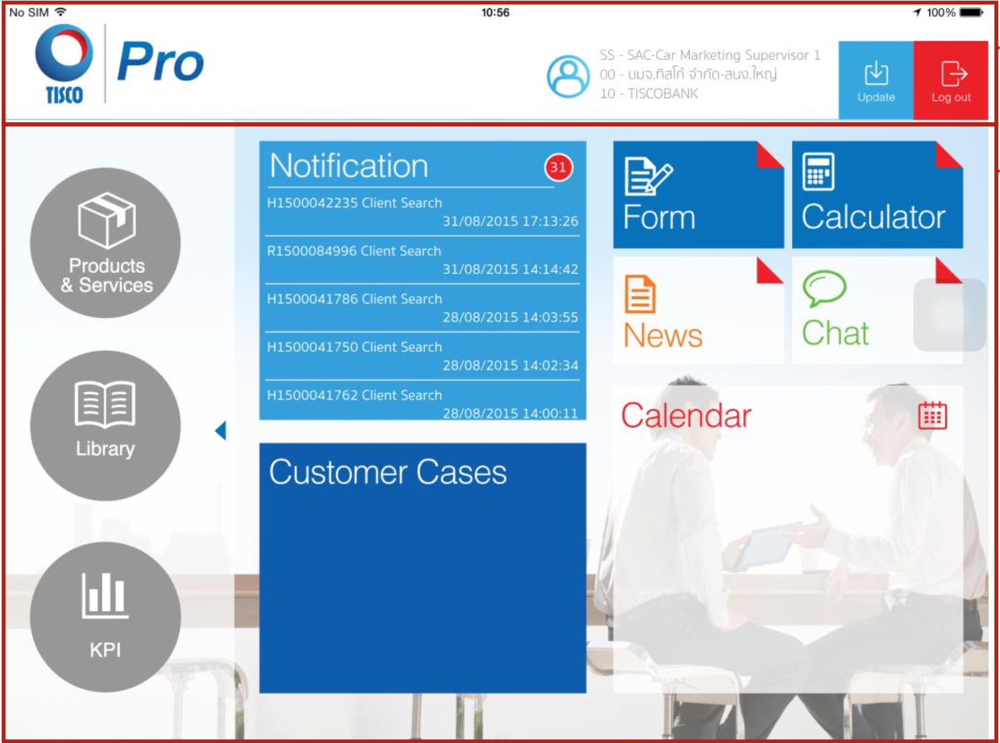 No SIM
10:56
100%
TISCO
Pro
SS - SAC-Car Marketing Supervisor 1
00 - บมจ.ทิสโก้ จำกัด-สนง.ใหญ่
10 - TISCOBANK
Update
Log out
Products
& Services
Library
KPI
Notification
31
H1500042235 Client Search
31/08/2015 17:13:26
R1500084996 Client Search
31/08/2015 14:14:42
H1500041786 Client Search
28/08/2015 14:03:55
H1500041750 Client Search
28/08/2015 14:02:34
H1500041762 Client Search
28/08/2015 14:00:11
Customer Cases
Form
Calculator
News
Chat
Calendar